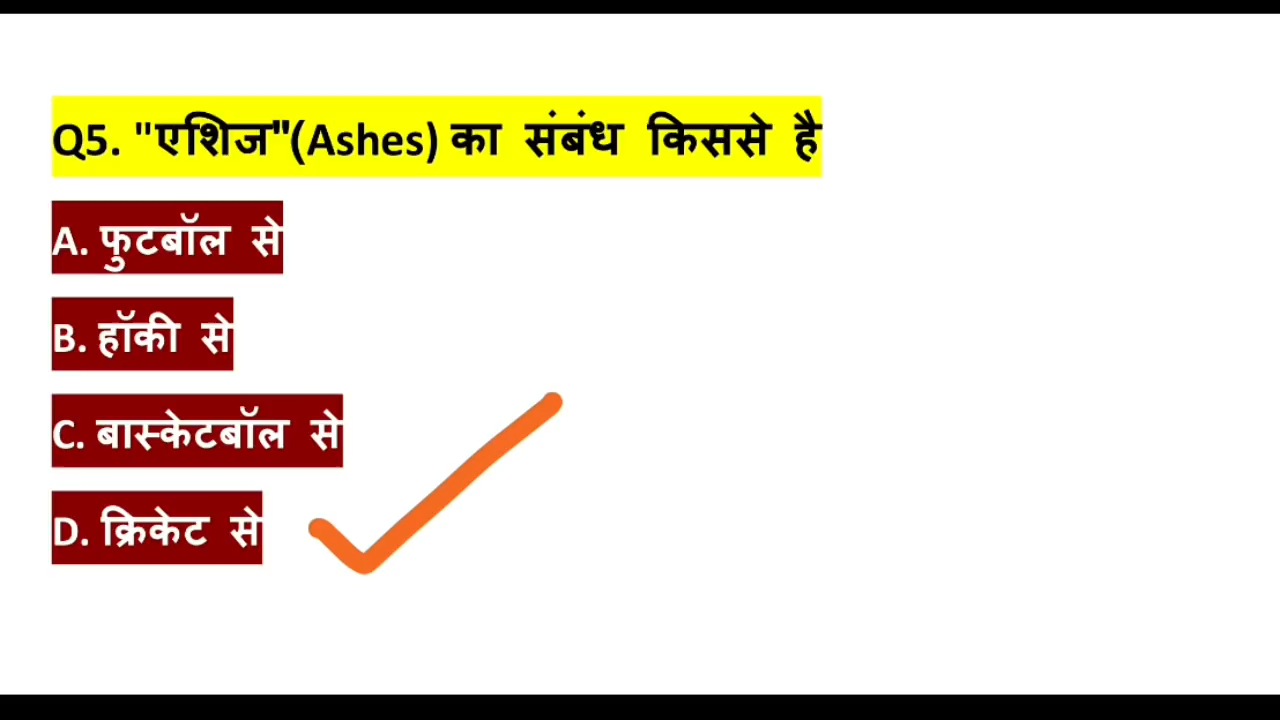 Q5. "एशिज"(Ashes) का संबंध किससे है
A. फुटबॉल से
B. हॉकी से
C. बास्केटबॉल से
D. क्रिकेट से